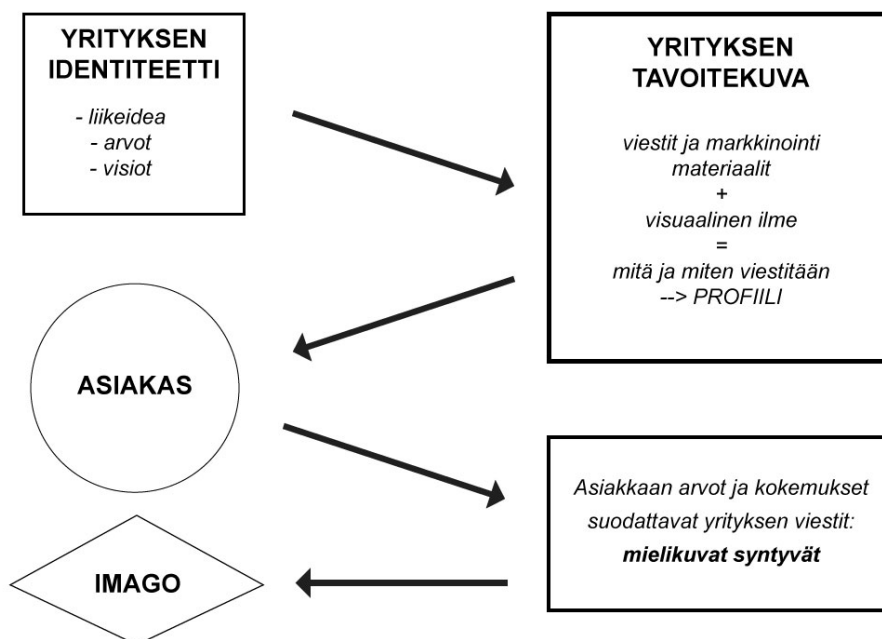 YRITYKSEN
IDENTITEETTI
- liikeidea
- arvot
- visiot
YRITYKSEN
TAVOITEKUVA
viestit ja markkinointi
materiaalit
+
visuaalinen ilme
=
mitä ja miten viestitään
--> PROFIILI
ASIAKAS
Asiakkaan arvot ja kokemukset
suodattavat yrityksen viestit:
mielikuvat syntyvät
IMAGO